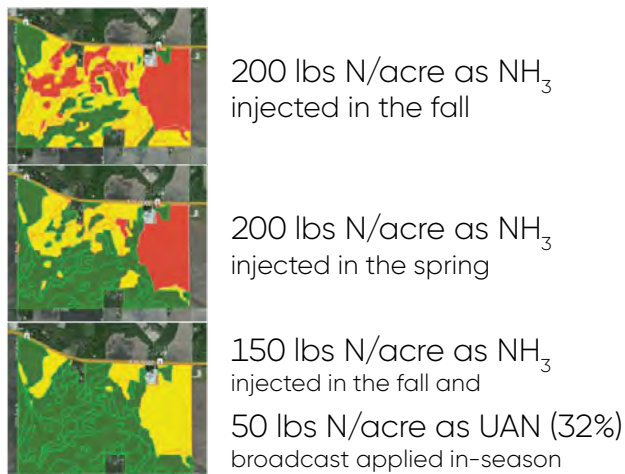 200 lbs N/acre as NH₃
injected in the fall
200 lbs N/acre as NH₃
injected in the spring
150 lbs N/acre as NH₃
injected in the fall and
50 lbs N/acre as UAN (32%)
broadcast applied in-season